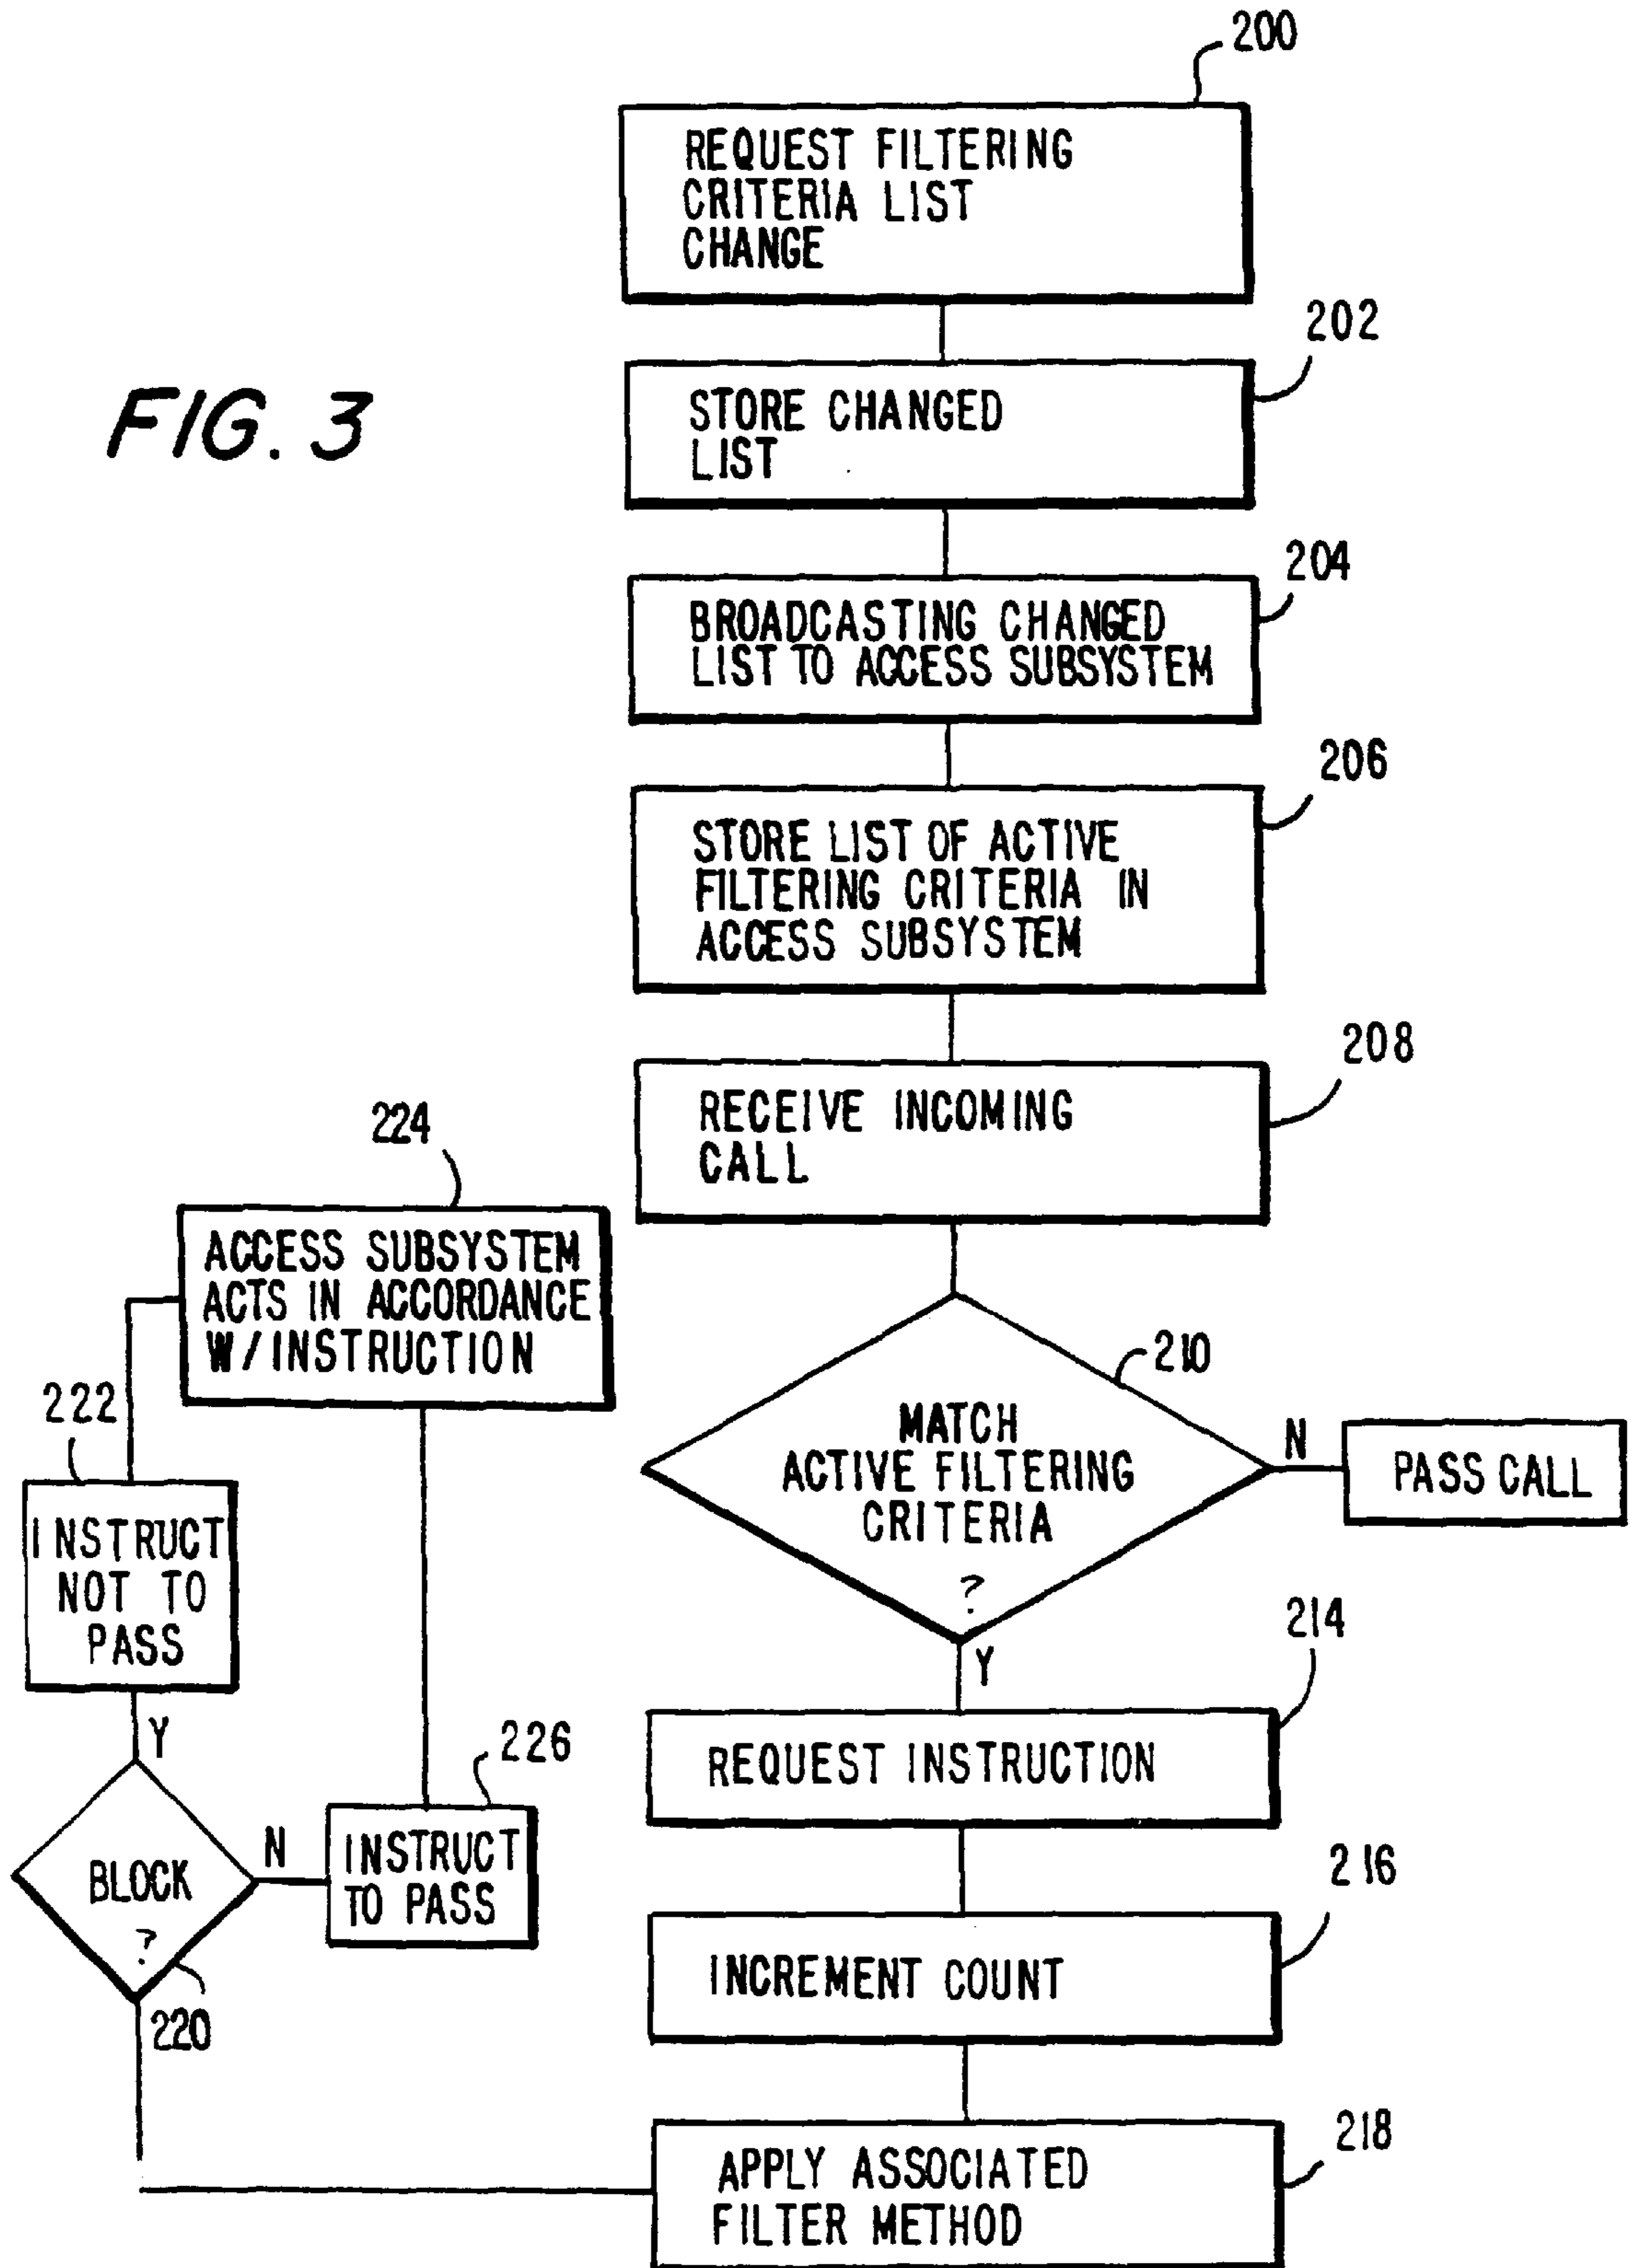 200
REQUEST FILTERING
CRITERIA LIST
CHANGE
202
FIG. 3
STORE CHANGED
LIST
204
BROADCASTING CHANGED
LIST TO ACCESS SUBSYSTEM
206
STORE LIST OF ACTIVE
FILTERING CRITERIA IN
ACCESS SUBSYSTEM
208
RECEIVE INCOMING
CALL
210
MATCH
ACTIVE FILTERING
CRITERIA
?
N
PASS CALL
Y
214
REQUEST INSTRUCTION
216
INCREMENT COUNT
218
APPLY ASSOCIATED
FILTER METHOD
220
BLOCK
?
N
226
INSTRUCT
TO PASS
Y
222
INSTRUCT
NOT TO
PASS
224
ACCESS SUBSYSTEM
ACTS IN ACCORDANCE
W/INSTRUCTION